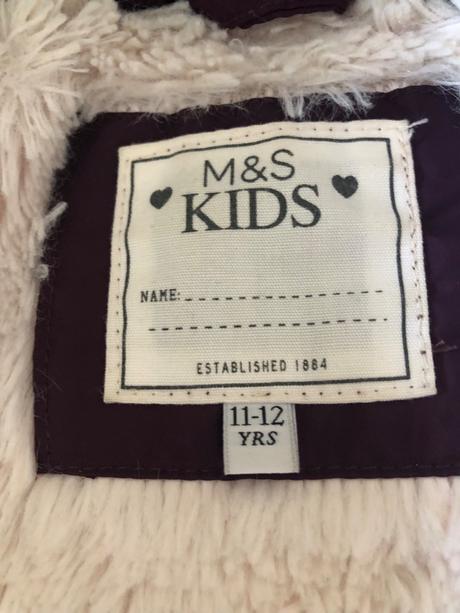 M&S
KIDS
NAME:
ESTABLISHED 1884
11-12
YRS